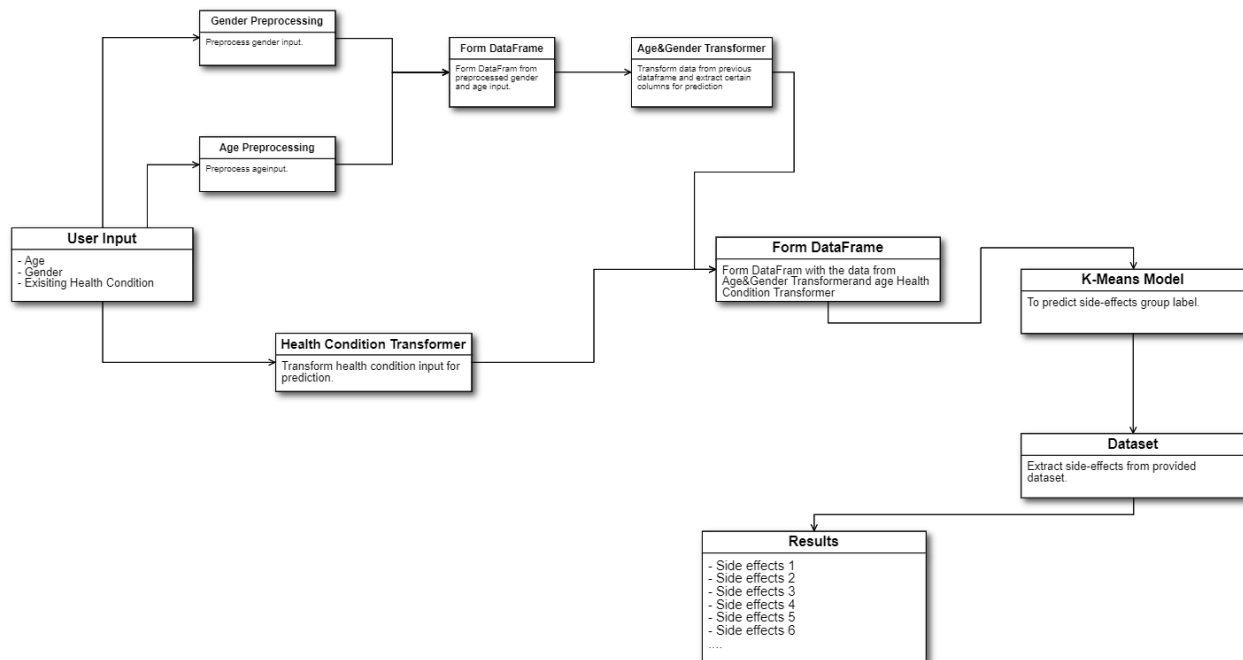 Gender Preprocessing
Preprocess gender input.
Form DataFrame
Form DataFram from
preprocessed gender
and age input.
Age&Gender Transformer
Transform data from previous
dataframe and extract certain
columns for prediction
Age Preprocessing
Preprocess ageinput.
User Input
- Age
- Gender
- Exisiting Health Condition
Form DataFrame
Form DataFram with the data from
Age&Gender Transformerand age Health
Condition Transformer
K-Means Model
To predict side-effects group label.
Health Condition Transformer
Transform health condition input for
prediction.
Dataset
Extract side-effects from provided
dataset.
Results
- Side effects 1
- Side effects 2
- Side effects 3
- Side effects 4
- Side effects 5
- Side effects 6
....